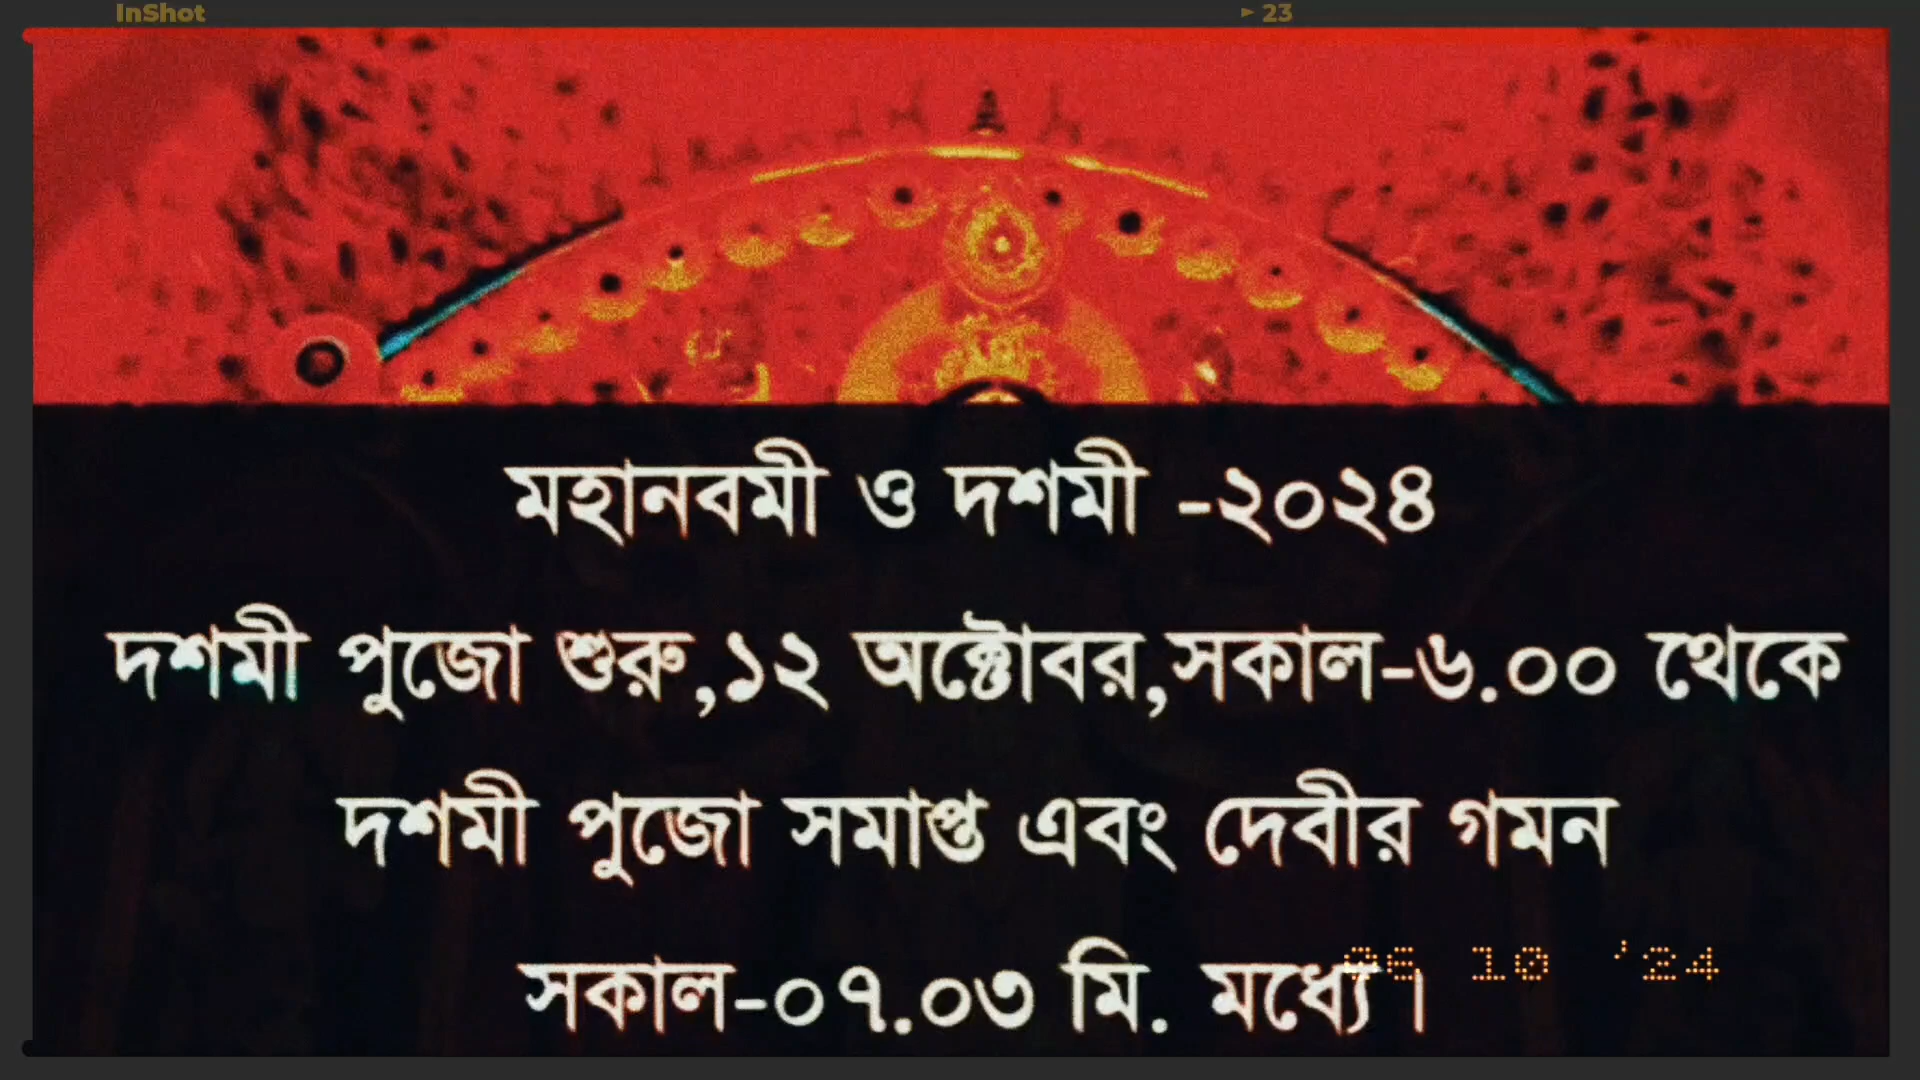 InShot
► 23
মহানবমী ও দশমী -২০২৪
দশমী পুজো শুরু,১২ অক্টোবর,সকাল-৬.০০ থেকে
দশমী পুজো সমাপ্ত এবং দেবীর গমন
সকাল-০৭.০৩ মি. মধ্যে।
06 10 '24